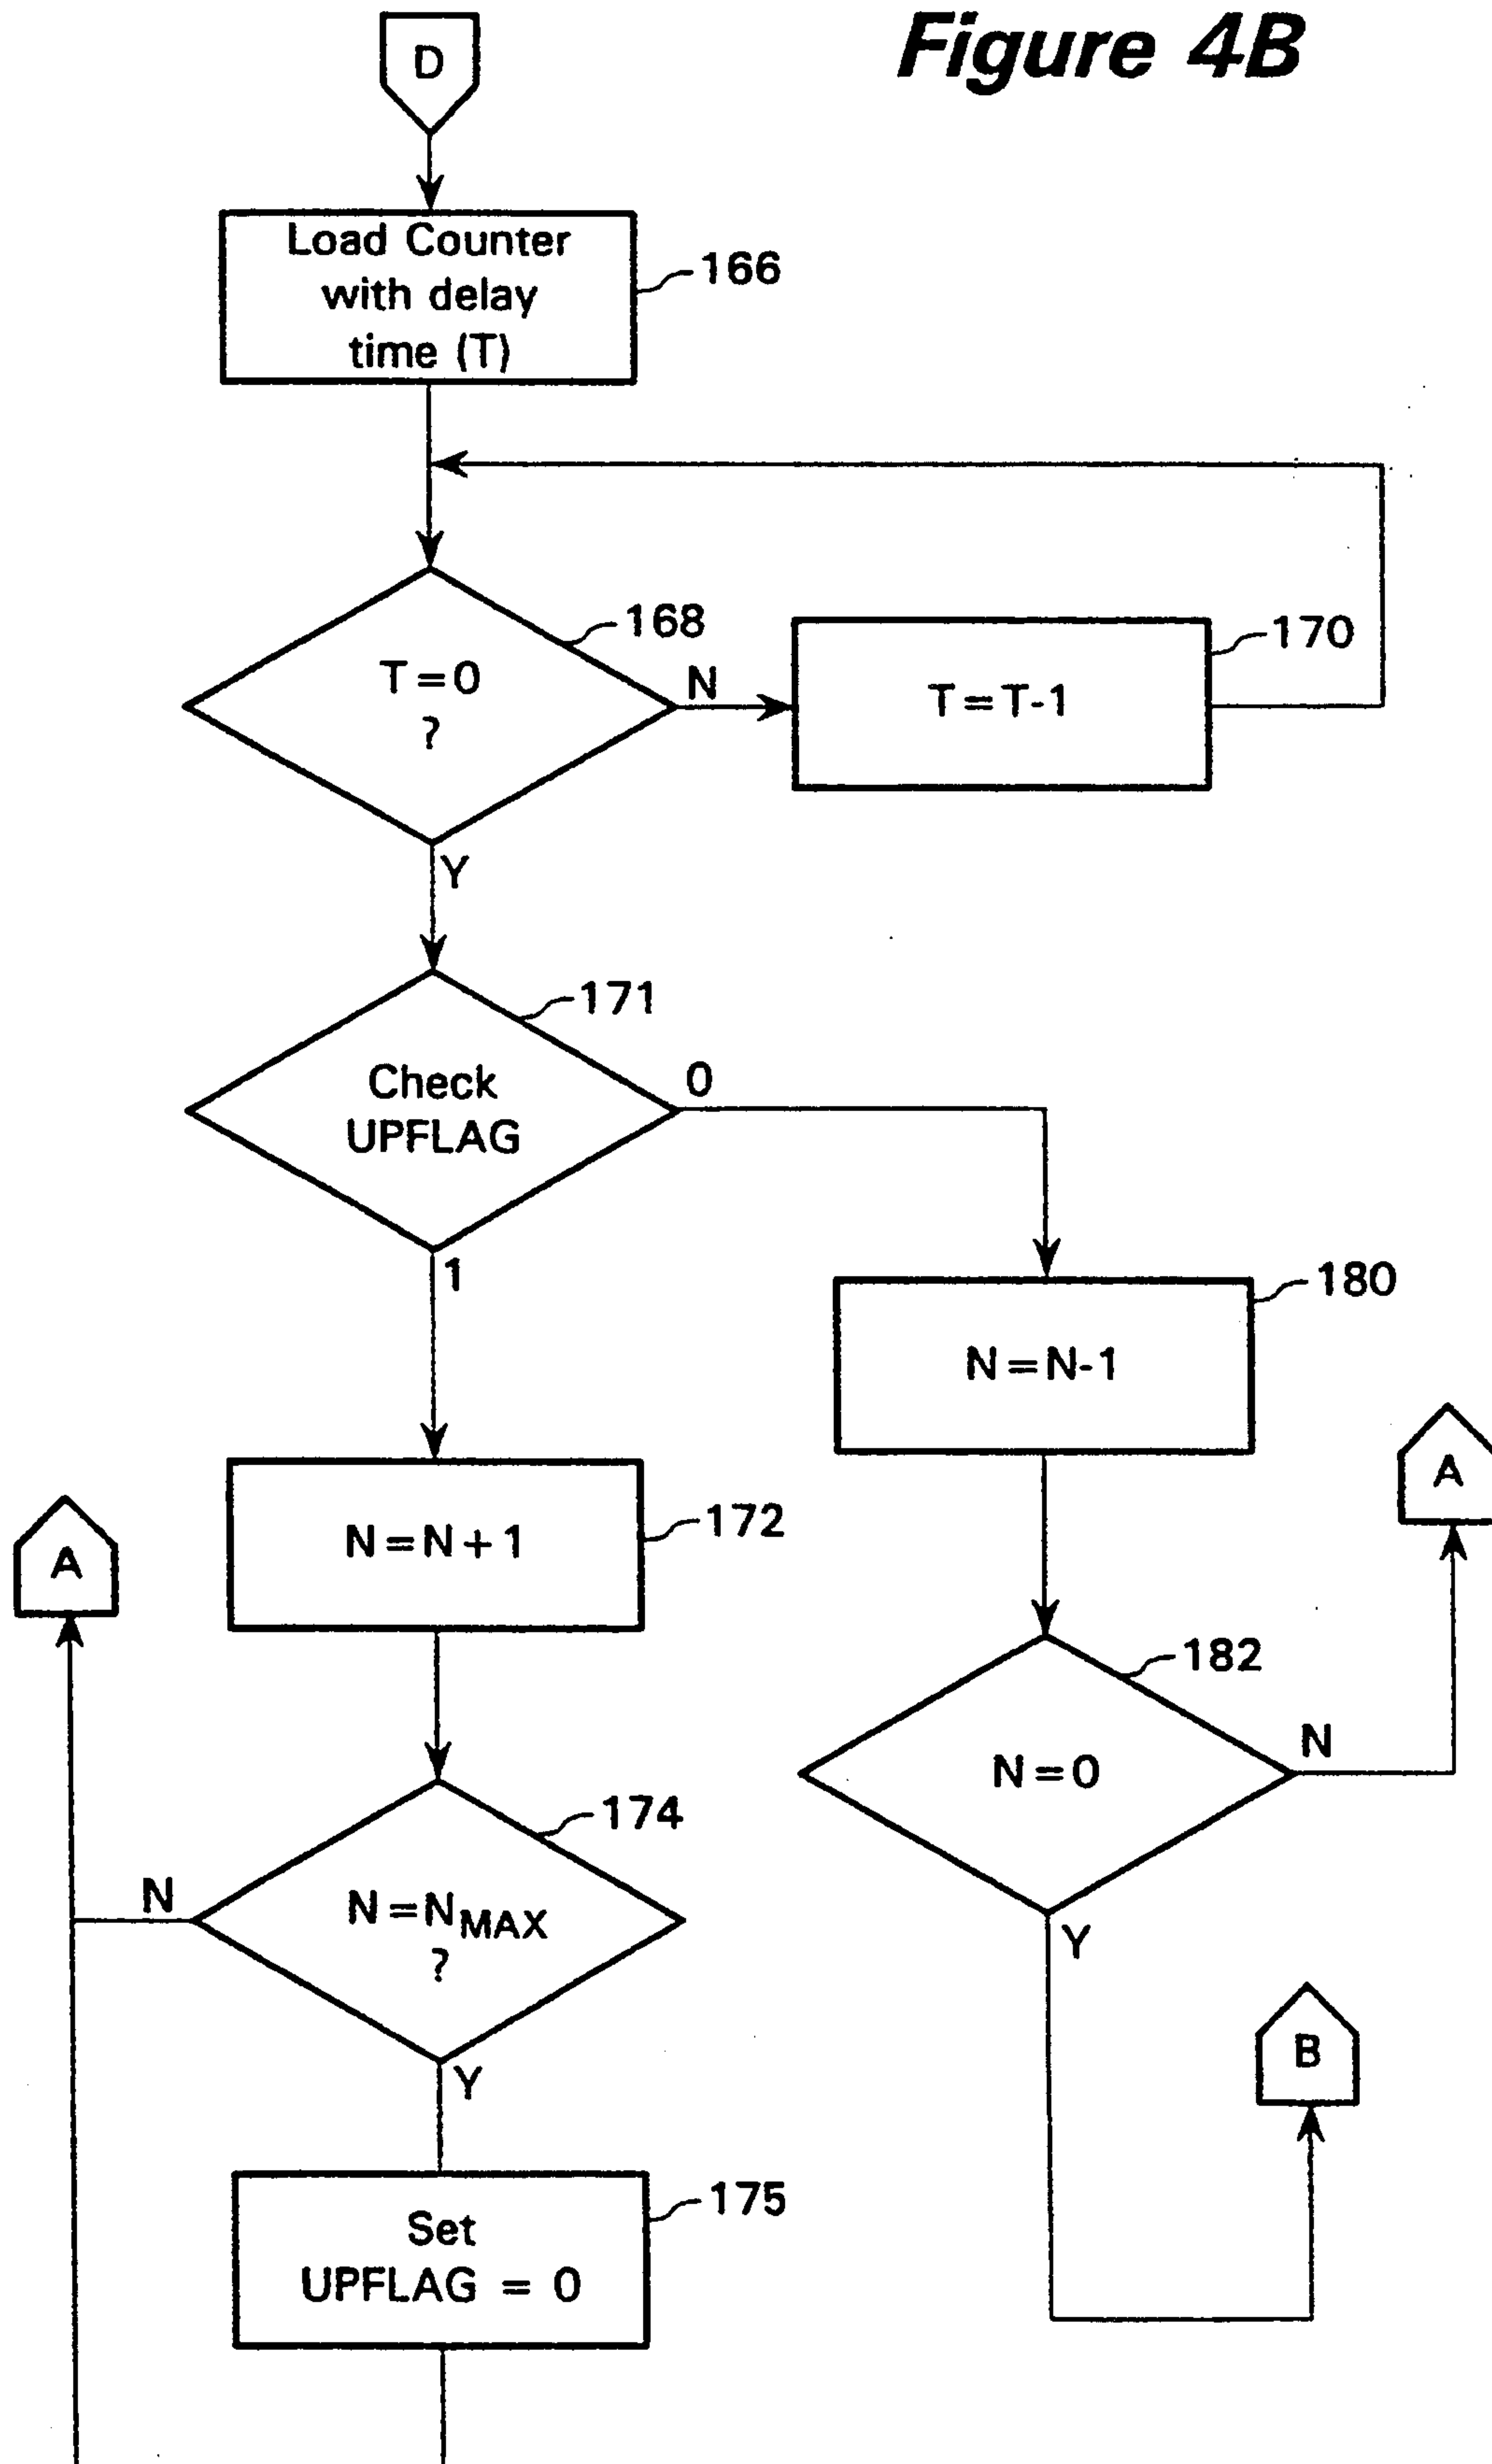 Figure 4B
D
Load Counter
with delay
time (T)
166
168
T=0
?
N
170
T=T-1
Y
171
Check
UPFLAG
0
1
180
N=N-1
A
172
N=N+1
A
182
N=0
N
174
N=NMAX
?
N
Y
Y
B
175
Set
UPFLAG = 0